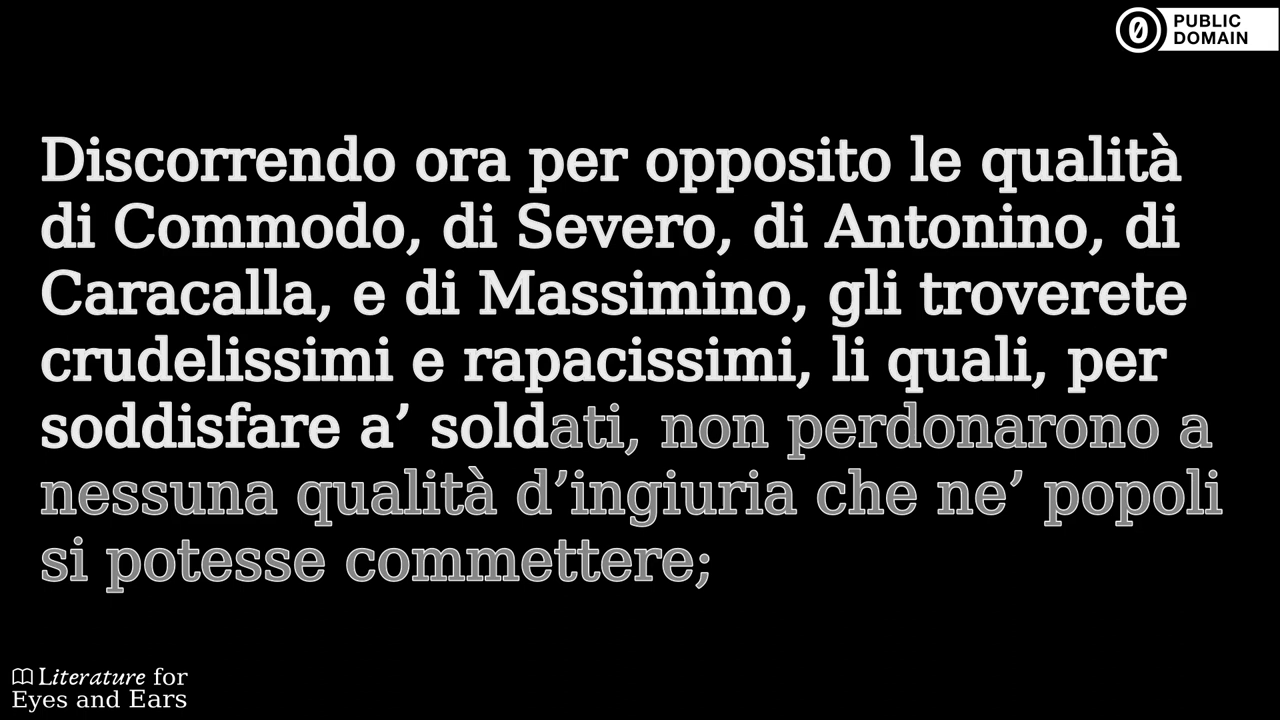 PUBLIC
DOMAIN
Discorrendo ora per opposito le qualità
di Commodo, di Severo, di Antonino, di
Caracalla, e di Massimino, gli troverete
crudelissimi e rapacissimi, li quali, per
soddisfare a’ soldati, non perdonarono a
nessuna qualità d’ingiuria che ne’ popoli
si potesse commettere;
Literature for
Eyes and Ears